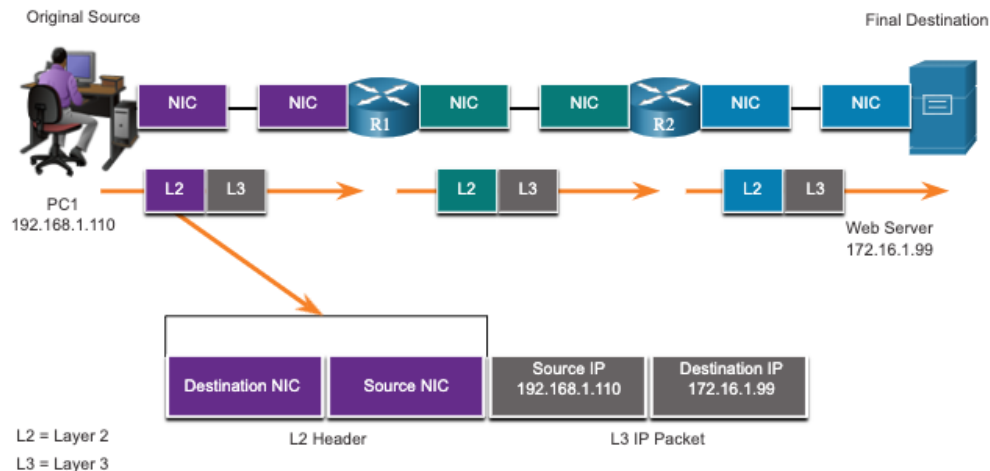 Original Source
Final Destination
NIC
NIC
R1
NIC
NIC
R2
NIC
NIC
L2
L3
L2
L3
L2
L3
PC1
192.168.1.110
Web Server
172.16.1.99
Destination NIC
Source NIC
Source IP
192.168.1.110
Destination IP
172.16.1.99
L2 = Layer 2
L2 Header
L3 IP Packet
L3 = Layer 3